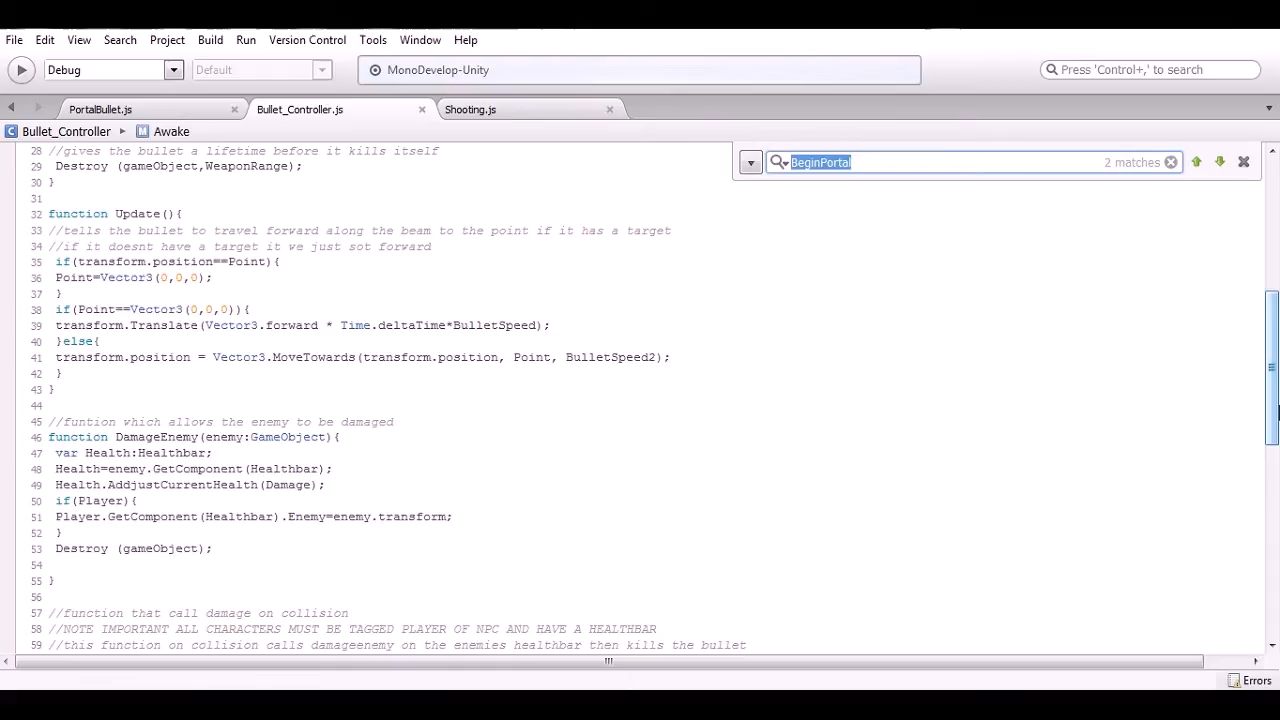 File Edit View Search Project Build Run Version Control Tools Window Help
Debug Default MonoDevelop-Unity Press 'Control+,' to search
PortalBullet.js Bullet_Controller.js Shooting.js
Bullet_Controller Awake
BeginPortal 2 matches
28 //gives the bullet a lifetime before it kills itself
29 Destroy (gameObject,WeaponRange);
30 }
31
32 function Update(){
33 //tells the bullet to travel forward along the beam to the point if it has a target
34 //if it doesnt have a target it we just sot forward
35 if(transform.position==Point){
36 Point=Vector3(0,0,0);
37 }
38 if(Point==Vector3(0,0,0)){
39 transform.Translate(Vector3.forward * Time.deltaTime*BulletSpeed);
40 }else{
41 transform.position = Vector3.MoveTowards(transform.position, Point, BulletSpeed2);
42 }
43 }
44
45 //funtion which allows the enemy to be damaged
46 function DamageEnemy(enemy:GameObject){
47 var Health:Healthbar;
48 Health=enemy.GetComponent(Healthbar);
49 Health.AddjustCurrentHealth(Damage);
50 if(Player){
51 Player.GetComponent(Healthbar).Enemy=enemy.transform;
52 }
53 Destroy (gameObject);
54
55 }
56
57 //function that call damage on collision
58 //NOTE IMPORTANT ALL CHARACTERS MUST BE TAGGED PLAYER OF NPC AND HAVE A HEALTHBAR
59 //this function on collision calls damageenemy on the enemies healthbar then kills the bullet
Errors